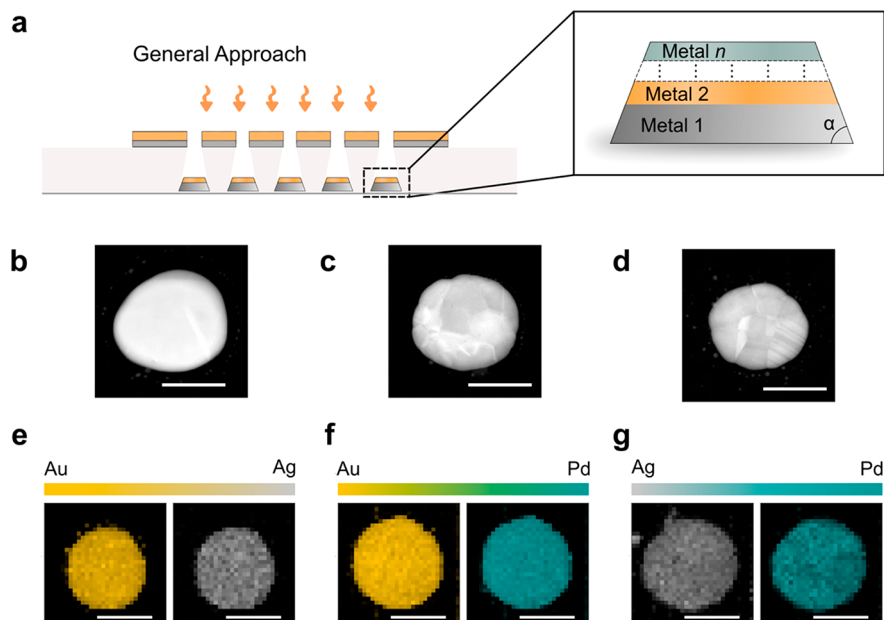 a
General Approach
Metal n
Metal 2
Metal 1
α
b
c
d
e
f
g
Au
Ag
Au
Pd
Ag
Pd